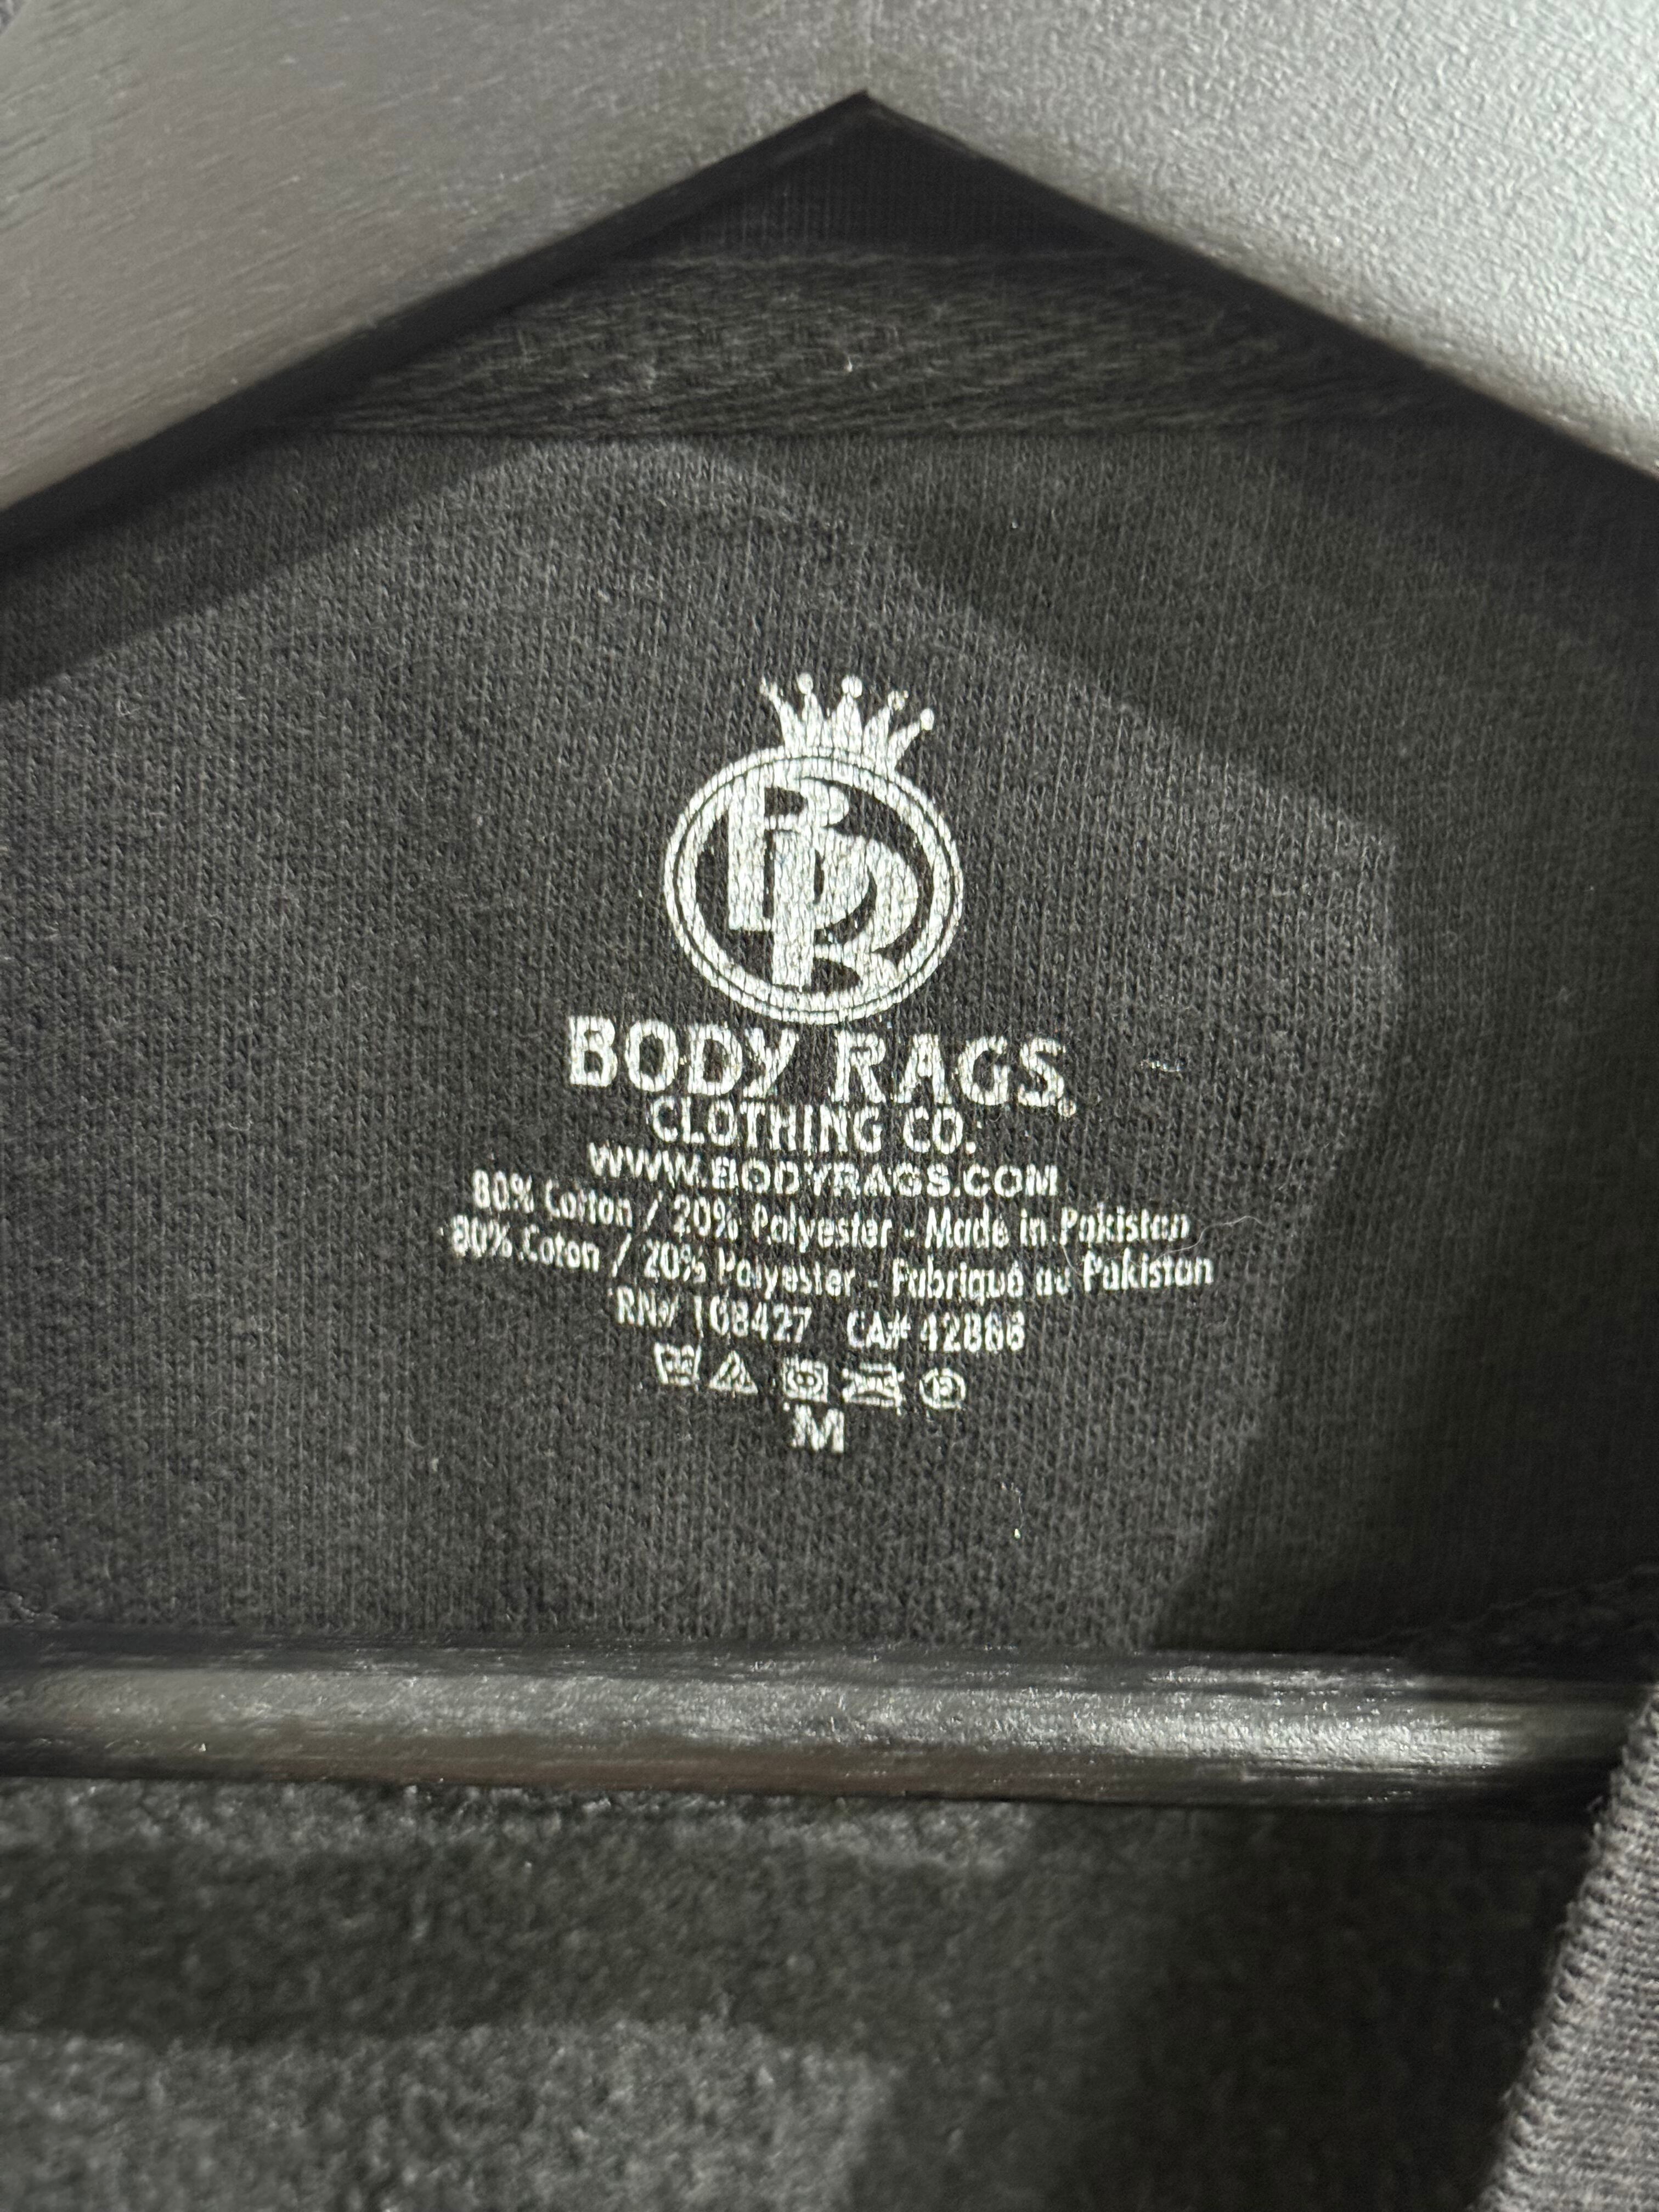 BODY RAGS
CLOTHING CO.
WWW.BODYRAGS.COM
80% Cotton / 20% Polyester - Made in Pakistan
80% Coton / 20% Polyester - Fabriqué au Pakistan
RN# 108427 CA# 42866
M